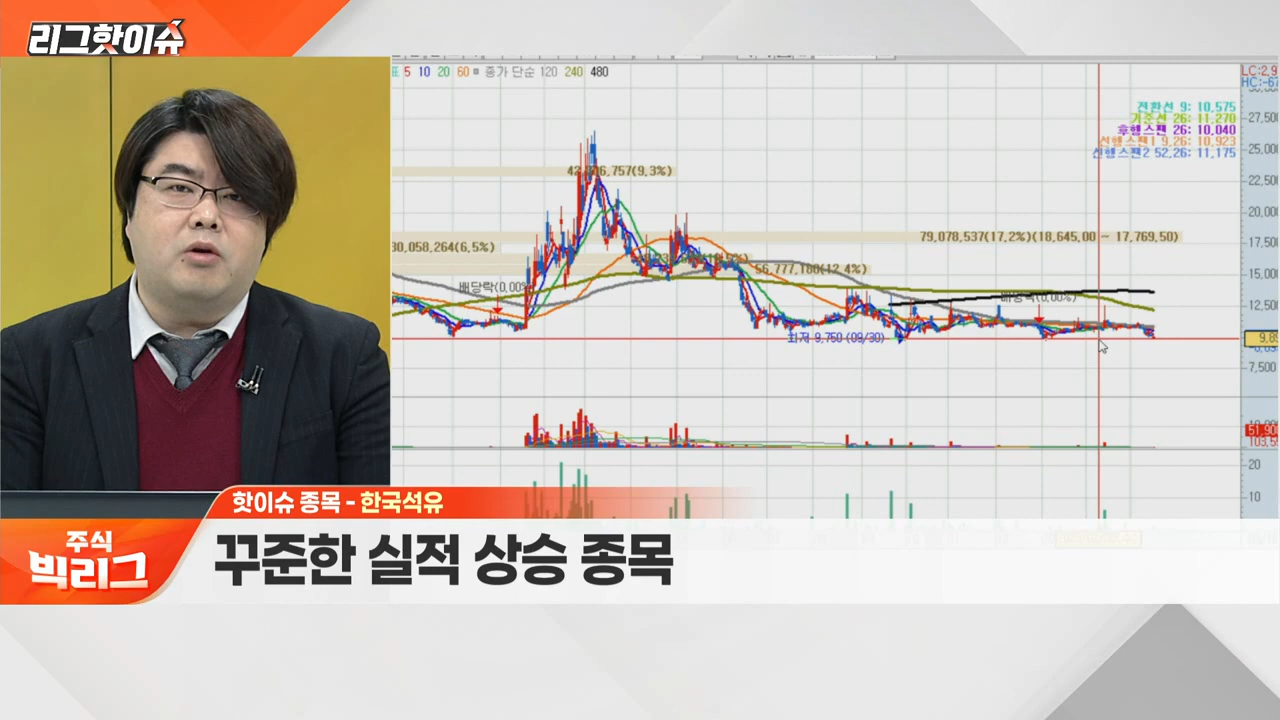 리그핫이슈
5 10 20 60 종가 단순 120 240 480
전환선 9: 10,575
기준선 26: 11,270
후행스팬 26: 10,040
선행스팬1 9,26: 10,923
선행스팬2 52,26: 11,175
27,500
25,000
22,500
20,000
17,500
15,000
12,500
7,500
20
10
79,078,537(17.2%)(18,645.00 ~ 17,769.50)
56,777,180(12.4%)
배당락(0.00%)
배당락(0.00%)
최저 9,750 (09/30)
핫이슈 종목 - 한국석유
주식
빅리그
꾸준한 실적 상승 종목